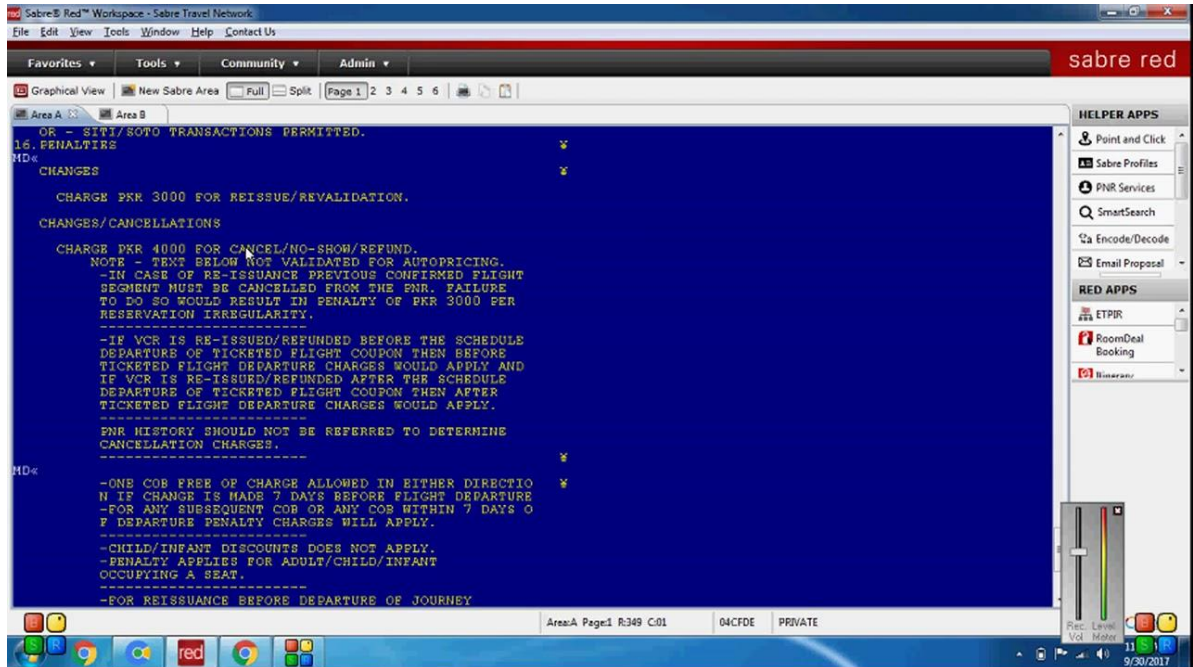 red Sabre® Red™ Workspace - Sabre Travel Network
File Edit View Tools Window Help Contact Us
Favorites Tools Community Admin
sabre red
Graphical View New Sabre Area Full Split Page 1 2 3 4 5 6
Area A Area B
HELPER APPS
OR - SITI/SOTO TRANSACTIONS PERMITTED.
16.PENALTIES ¥
MD«
CHANGES ¥
CHARGE PKR 3000 FOR REISSUE/REVALIDATION.
CHANGES/CANCELLATIONS
CHARGE PKR 4000 FOR CANCEL/NO-SHOW/REFUND.
NOTE - TEXT BELOW NOT VALIDATED FOR AUTOPRICING.
-IN CASE OF RE-ISSUANCE PREVIOUS CONFIRMED FLIGHT
SEGMENT MUST BE CANCELLED FROM THE PNR. FAILURE
TO DO SO WOULD RESULT IN PENALTY OF PKR 3000 PER
RESERVATION IRREGULARITY.
-------------------------
-IF VCR IS RE-ISSUED/REFUNDED BEFORE THE SCHEDULE
DEPARTURE OF TICKETED FLIGHT COUPON THEN BEFORE
TICKETED FLIGHT DEPARTURE CHARGES WOULD APPLY AND
IF VCR IS RE-ISSUED/REFUNDED AFTER THE SCHEDULE
DEPARTURE OF TICKETED FLIGHT COUPON THEN AFTER
TICKETED FLIGHT DEPARTURE CHARGES WOULD APPLY.
-------------------------
PNR HISTORY SHOULD NOT BE REFERRED TO DETERMINE
CANCELLATION CHARGES.
------------------------- ¥
MD«
-ONE COB FREE OF CHARGE ALLOWED IN EITHER DIRECTIO ¥
N IF CHANGE IS MADE 7 DAYS BEFORE FLIGHT DEPARTURE
-FOR ANY SUBSEQUENT COB OR ANY COB WITHIN 7 DAYS O
F DEPARTURE PENALTY CHARGES WILL APPLY.
-------------------------
-CHILD/INFANT DISCOUNTS DOES NOT APPLY.
-PENALTY APPLIES FOR ADULT/CHILD/INFANT
OCCUPYING A SEAT.
-------------------------
-FOR REISSUANCE BEFORE DEPARTURE OF JOURNEY
Point and Click
Sabre Profiles
PNR Services
SmartSearch
Encode/Decode
Email Proposal
RED APPS
ETPIR
RoomDeal
Booking
Itinerary
Area:A Page:1 R:349 C:01 04CFDE PRIVATE
Rec. Level
Vol Meter
red
9/30/2017